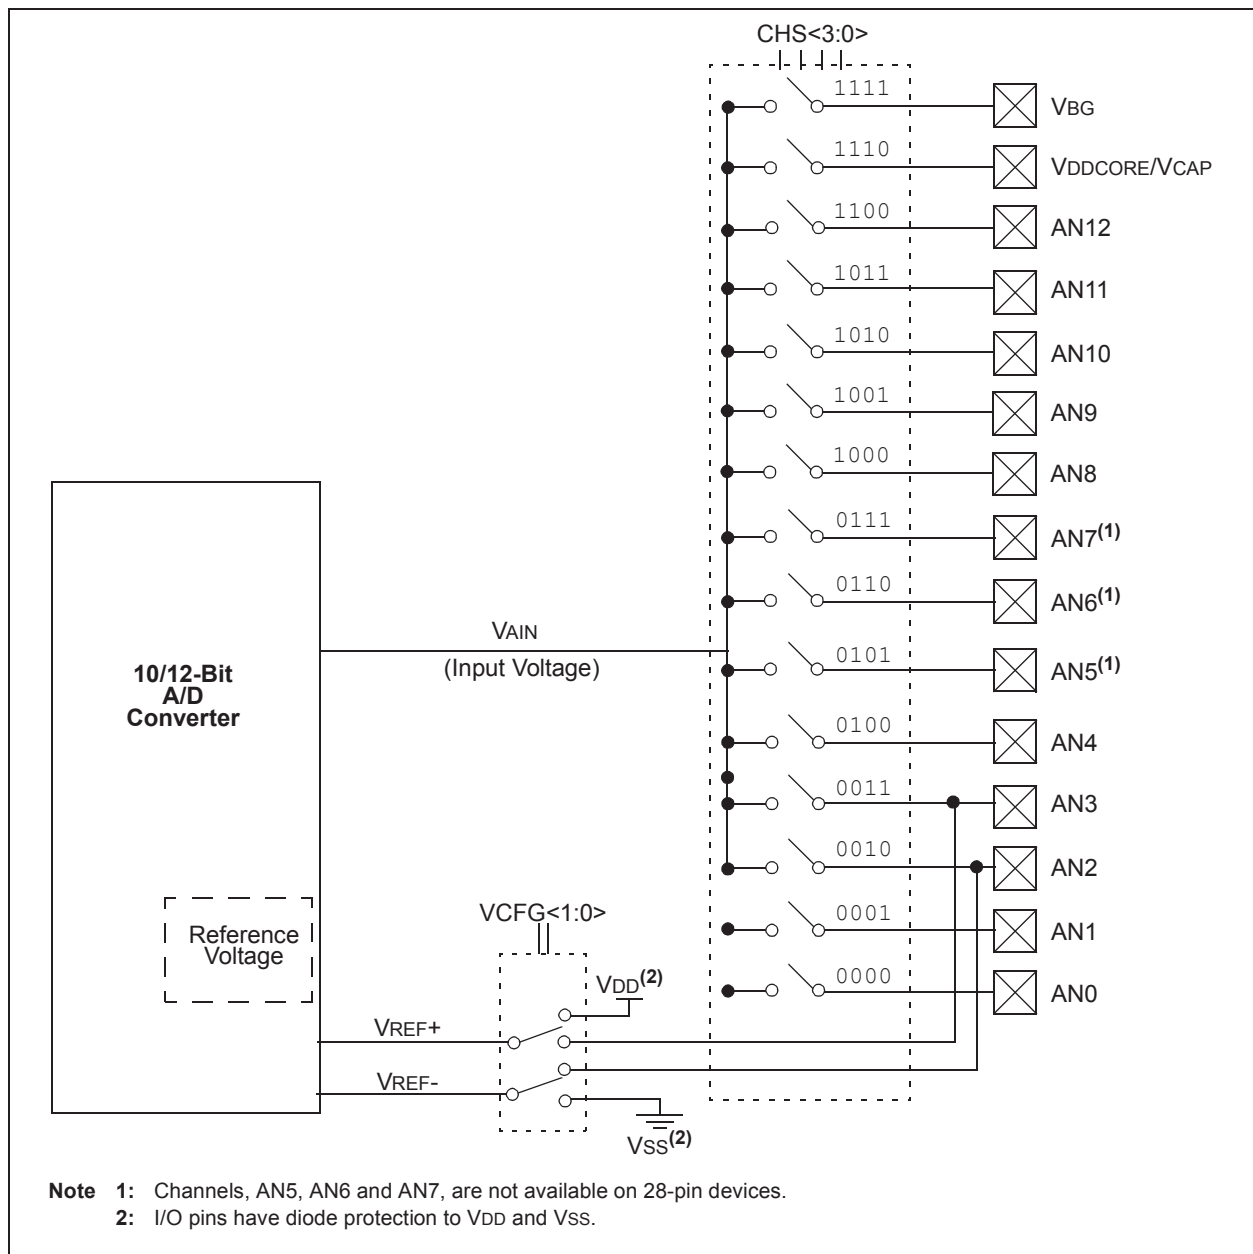 CHS<3:0>
1111 VBG
1110 VDDCORE/VCAP
1100 AN12
1011 AN11
1010 AN10
1001 AN9
1000 AN8
0111 AN7(1)
0110 AN6(1)
VAIN
(Input Voltage)
0101 AN5(1)
10/12-Bit
A/D
Converter
0100 AN4
0011 AN3
0010 AN2
VCFG<1:0>
0001 AN1
Reference
Voltage
VDD(2)
0000 AN0
VREF+
VREF-
VSS(2)
Note 1: Channels, AN5, AN6 and AN7, are not available on 28-pin devices.
2: I/O pins have diode protection to VDD and VSS.